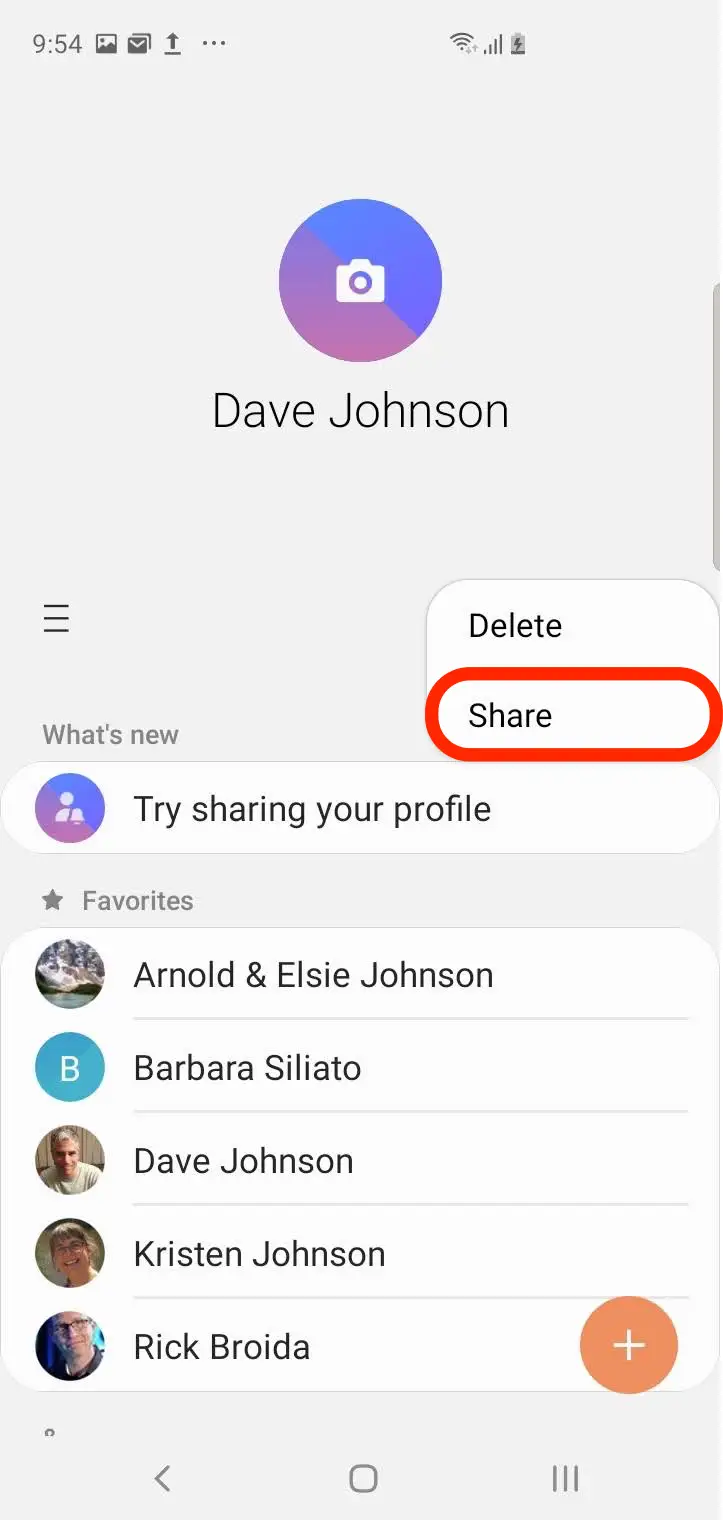 9:54
Dave Johnson
Delete
Share
What's new
Try sharing your profile
Favorites
Arnold & Elsie Johnson
B
Barbara Siliato
Dave Johnson
Kristen Johnson
Rick Broida